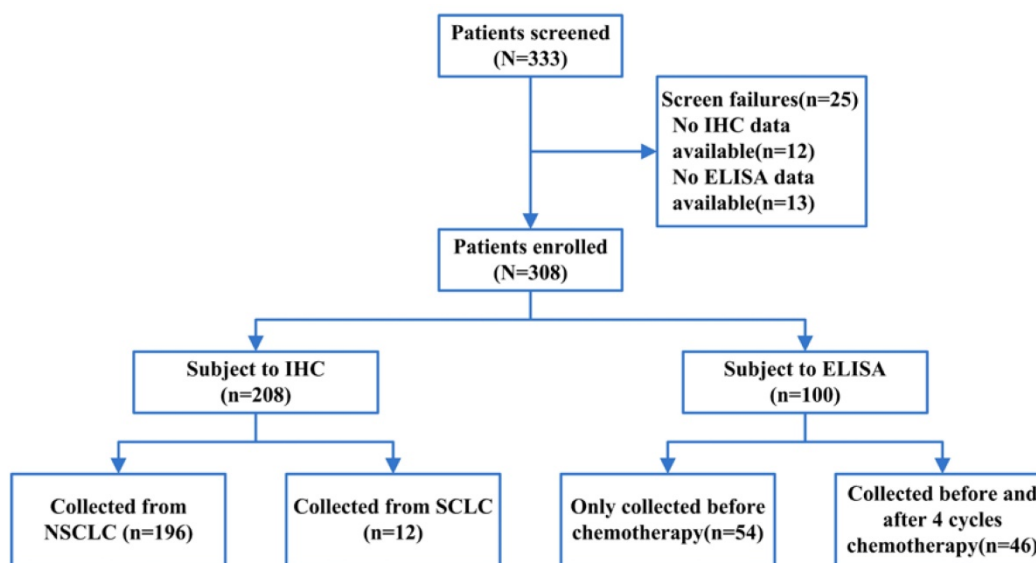 Patients screened
(N=333)
Screen failures(n=25)
No IHC data
available(n=12)
No ELISA data
available(n=13)
Patients enrolled
(N=308)
Subject to IHC
(n=208)
Subject to ELISA
(n=100)
Collected from
NSCLC (n=196)
Collected from SCLC
(n=12)
Only collected before
chemotherapy(n=54)
Collected before and
after 4 cycles
chemotherapy(n=46)